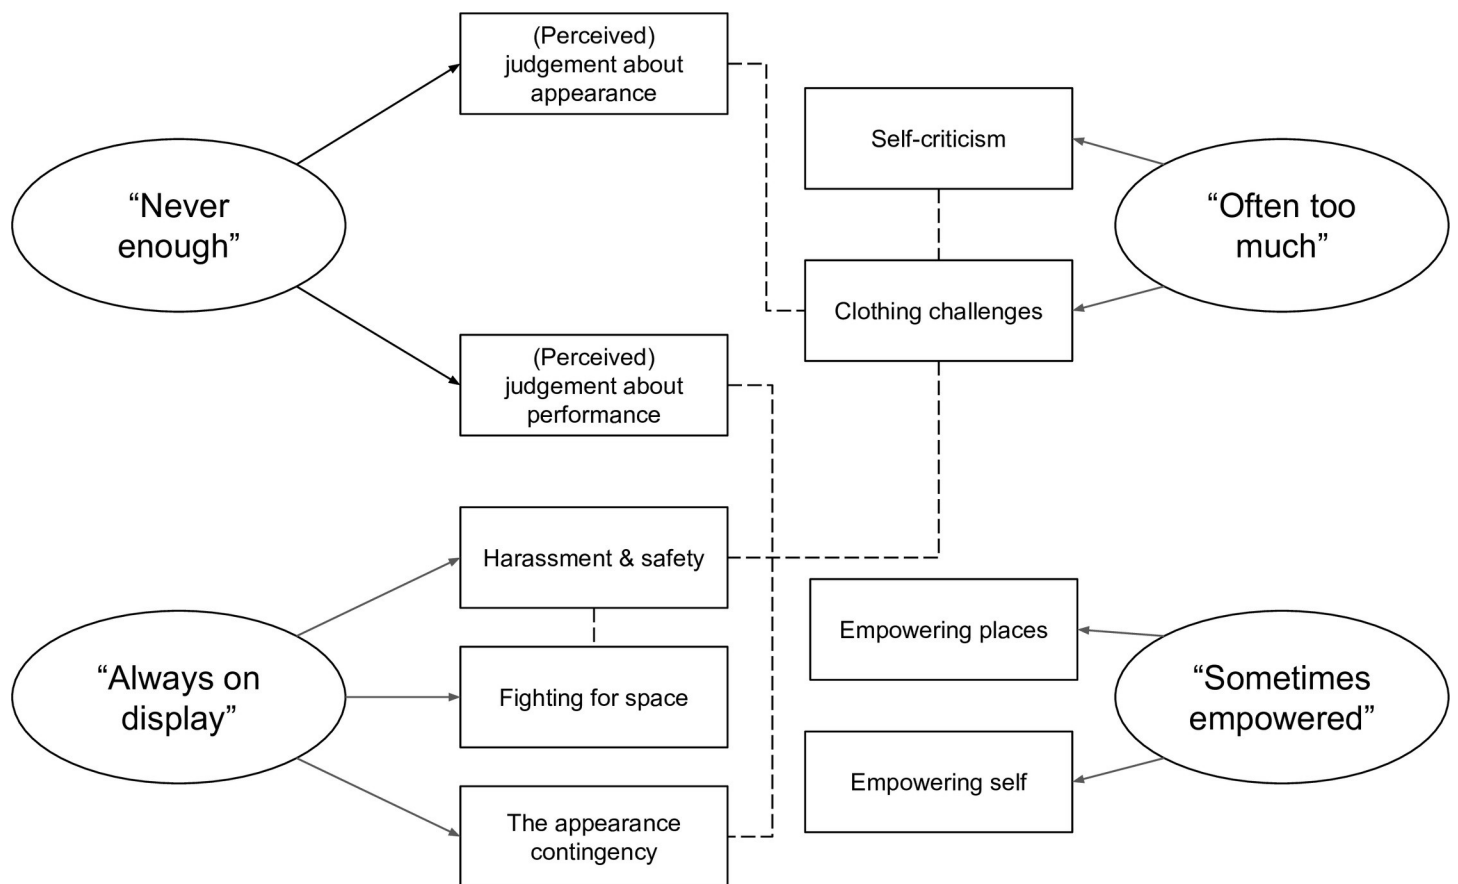 (Perceived)
judgement about
appearance
Self-criticism
“Never
enough”
“Often too
much”
Clothing challenges
(Perceived)
judgement about
performance
Harassment & safety
Empowering places
“Always on
display”
Fighting for space
“Sometimes
empowered”
Empowering self
The appearance
contingency